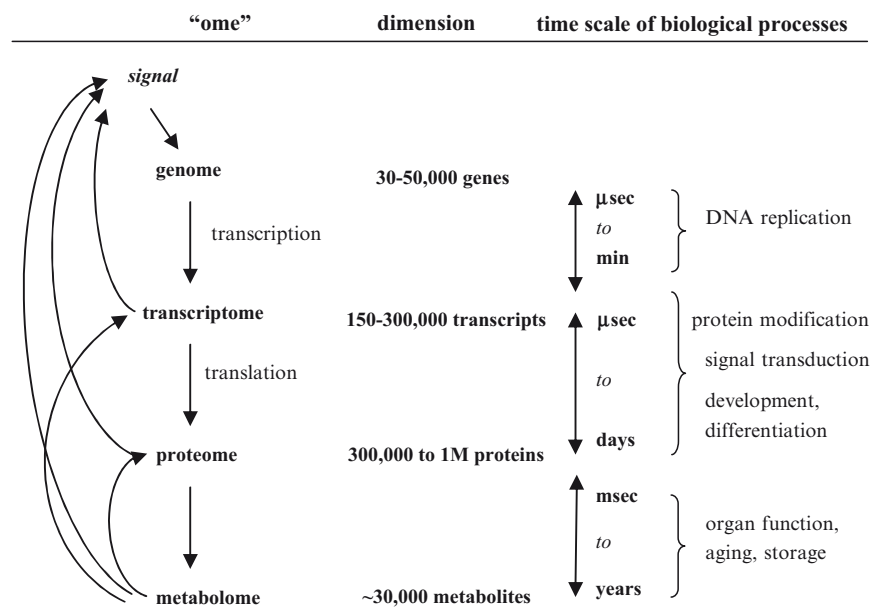 “ome” dimension time scale of biological processes
signal
genome
30-50,000 genes
μsec
to
min
DNA replication
transcription
transcriptome
150-300,000 transcripts
μsec
to
days
protein modification
signal transduction
development,
differentiation
translation
proteome
300,000 to 1M proteins
msec
to
years
organ function,
aging, storage
metabolome
~30,000 metabolites